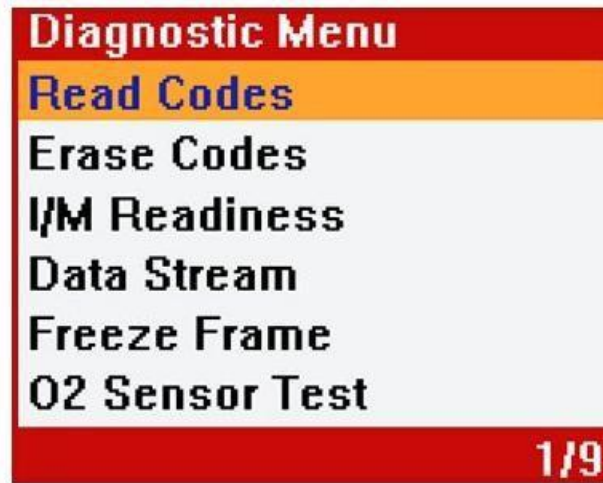 Diagnostic Menu
Read Codes
Erase Codes
I/M Readiness
Data Stream
Freeze Frame
O2 Sensor Test
1/9